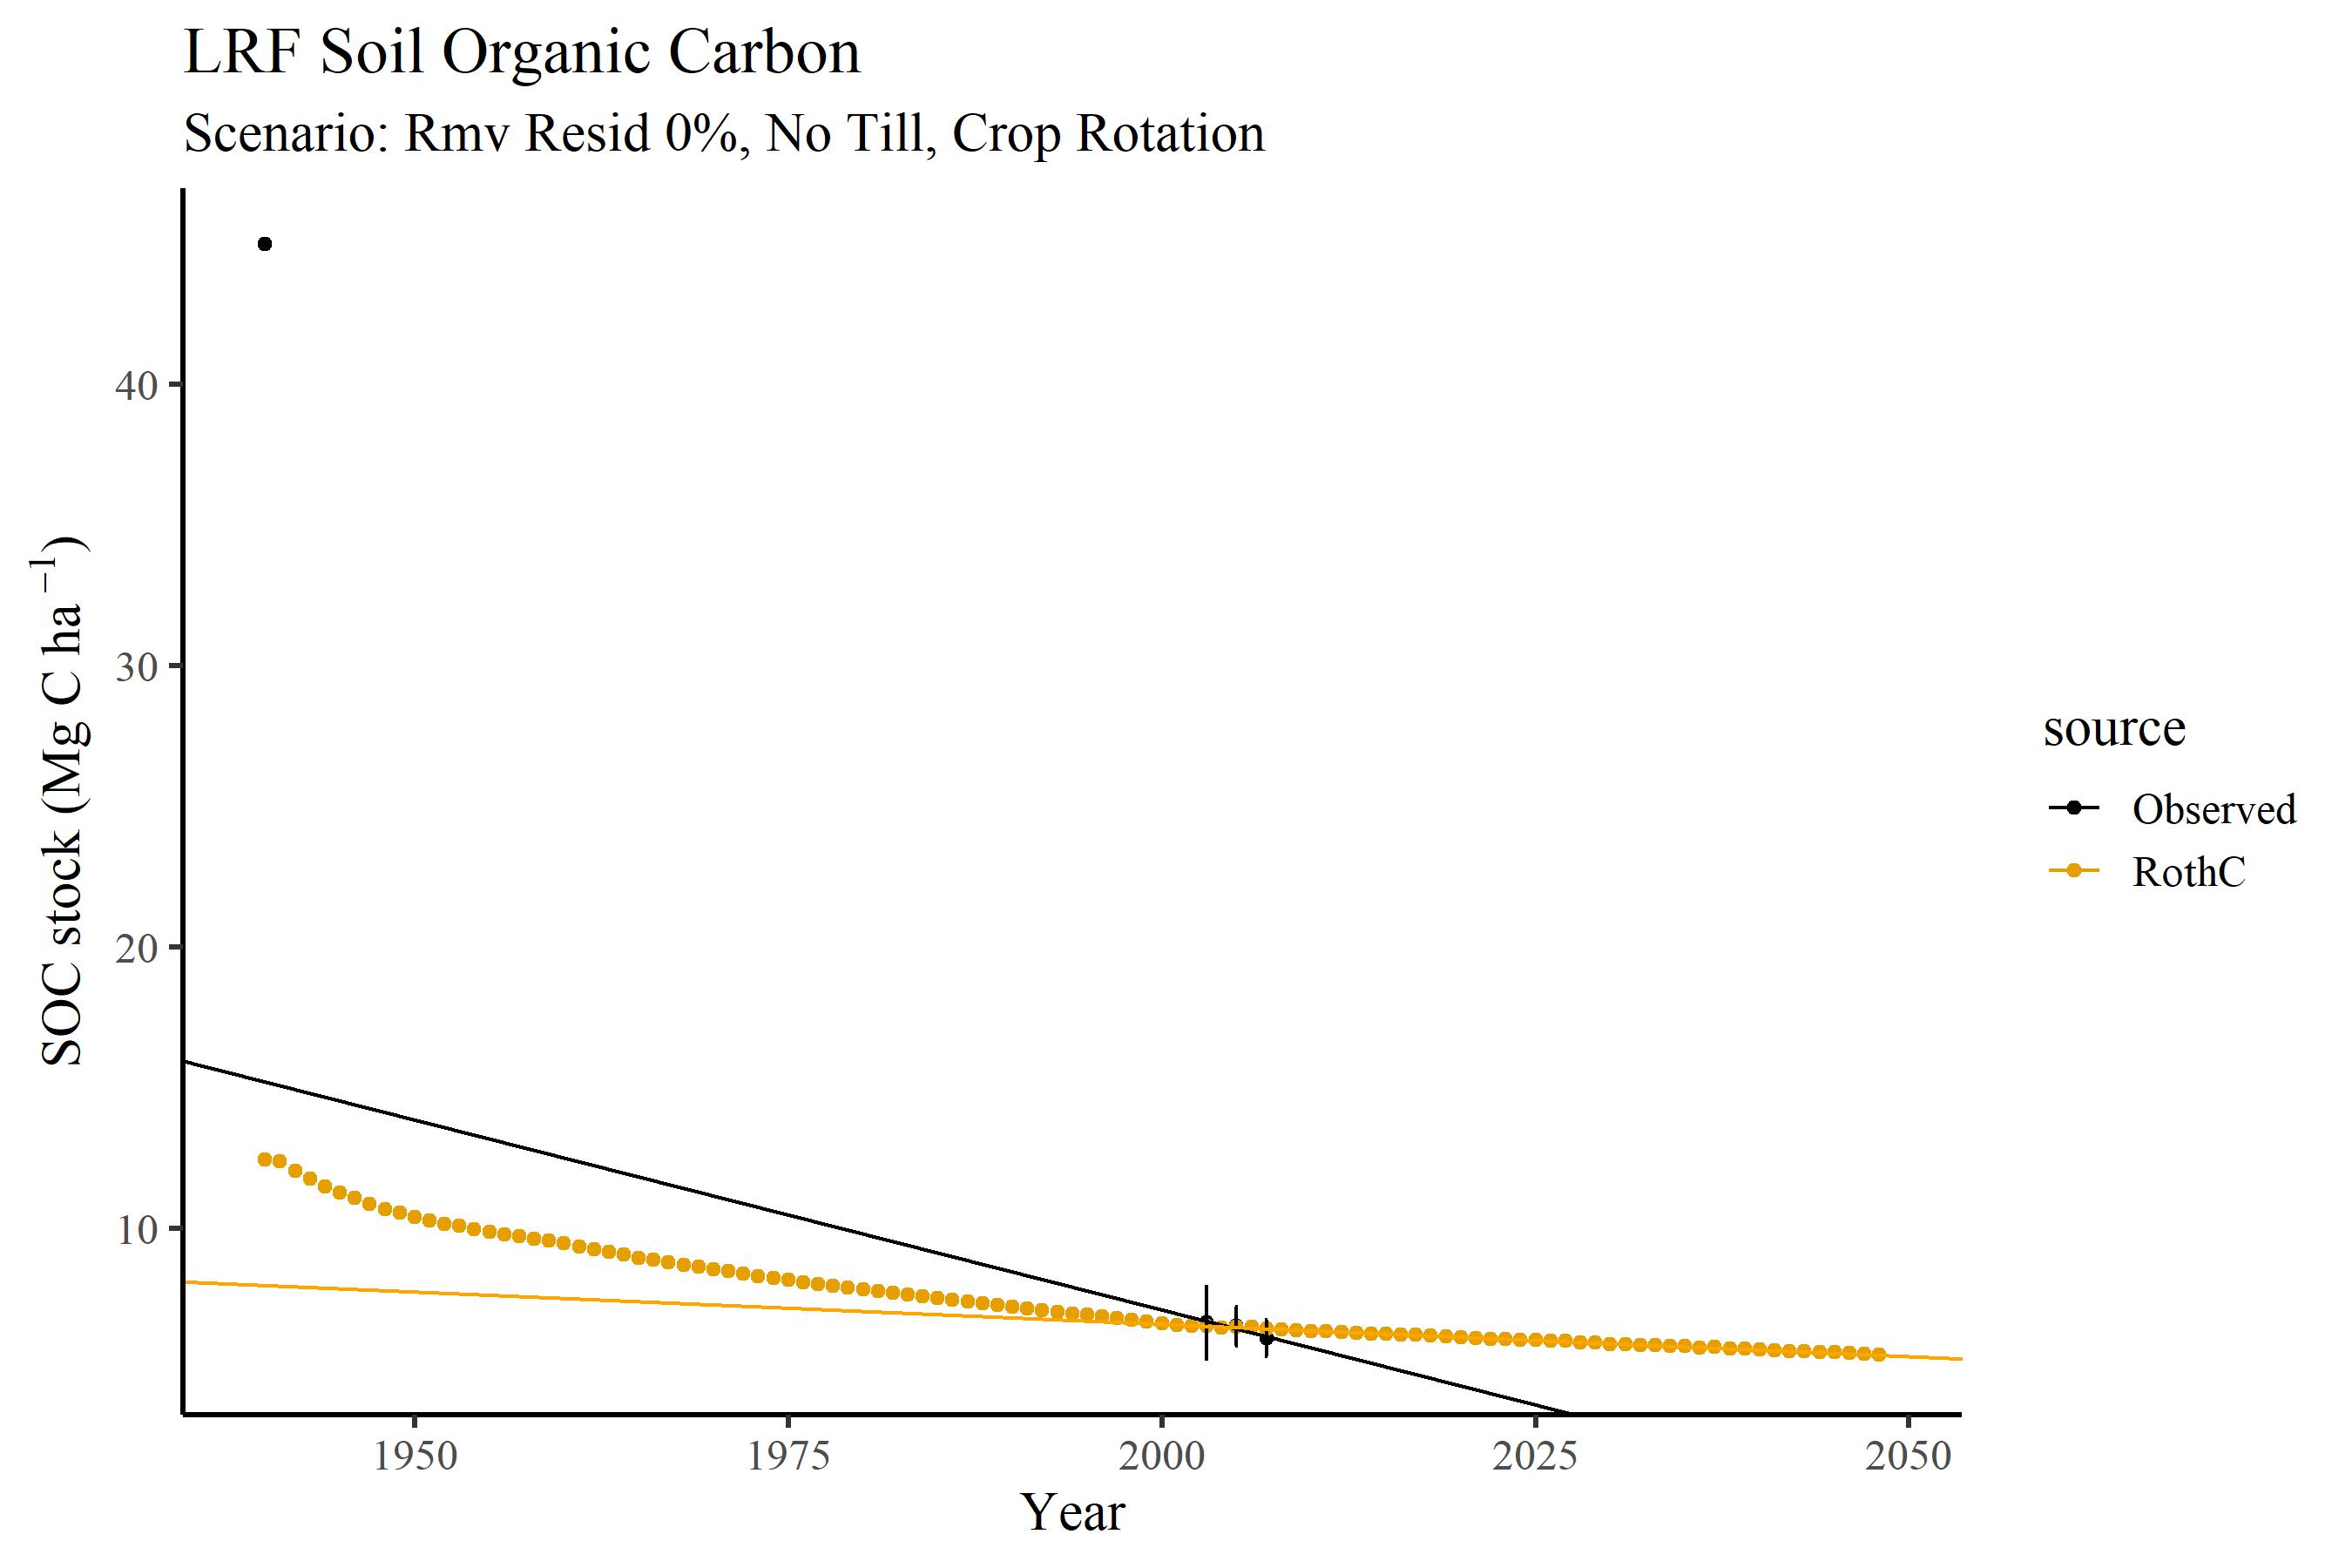 LRF Soil Organic Carbon
Scenario: Rmv Resid 0%, No Till, Crop Rotation
SOC stock (Mg C ha⁻¹)
40
30
20
10
1950
1975
2000
2025
2050
Year
source
Observed
RothC